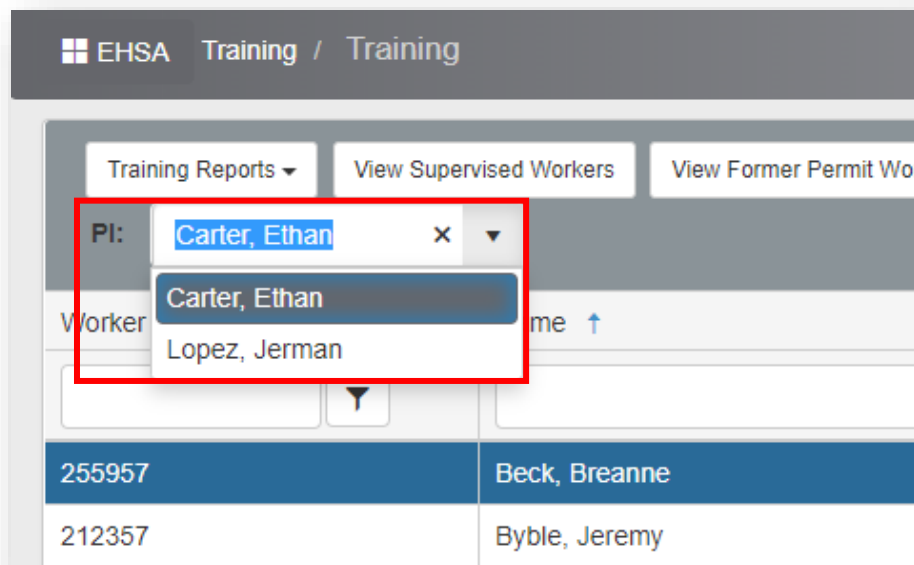 EHSA Training / Training
Training Reports View Supervised Workers View Former Permit Wo
PI: Carter, Ethan
Carter, Ethan
Worker me ↑
Lopez, Jerman
255957 Beck, Breanne
212357 Byble, Jeremy